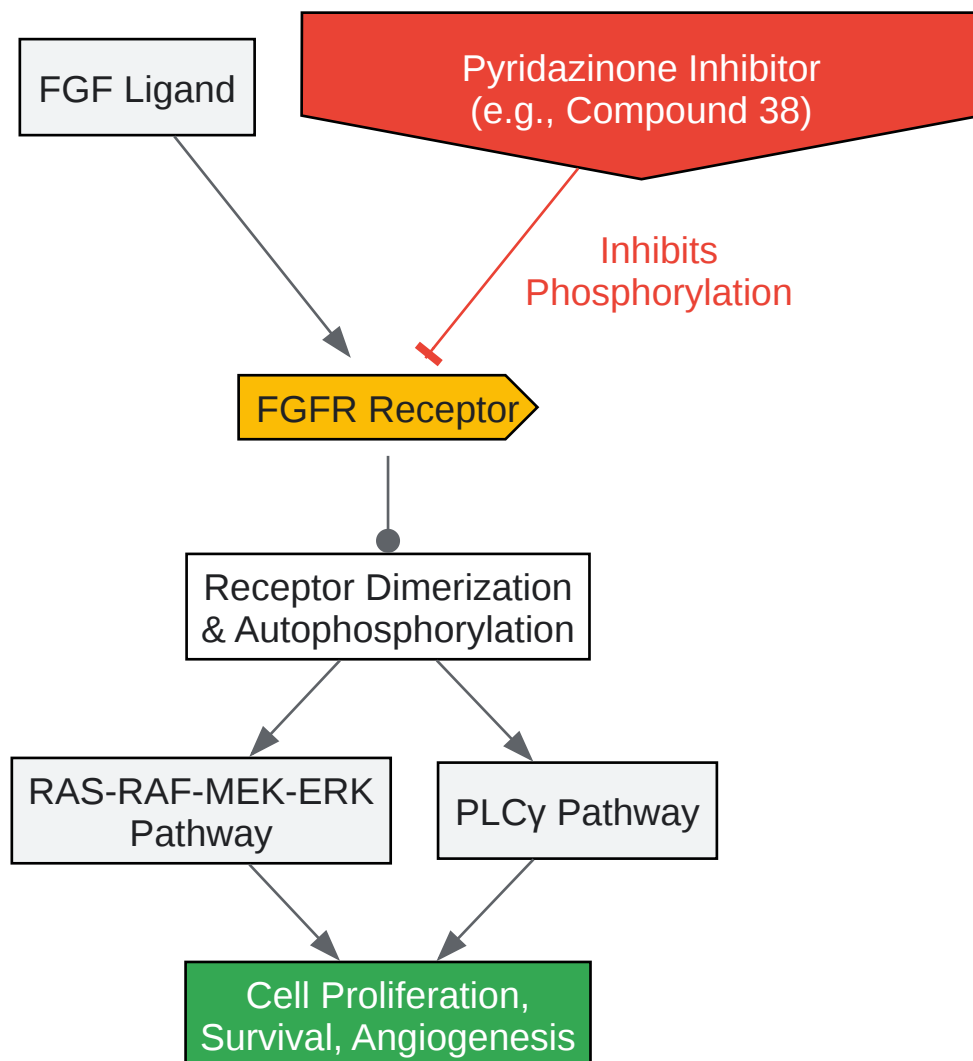 FGF Ligand
Pyridazinone Inhibitor
(e.g., Compound 38)
Inhibits
Phosphorylation
FGFR Receptor
Receptor Dimerization
& Autophosphorylation
RAS-RAF-MEK-ERK
Pathway
PLCγ Pathway
Cell Proliferation,
Survival, Angiogenesis